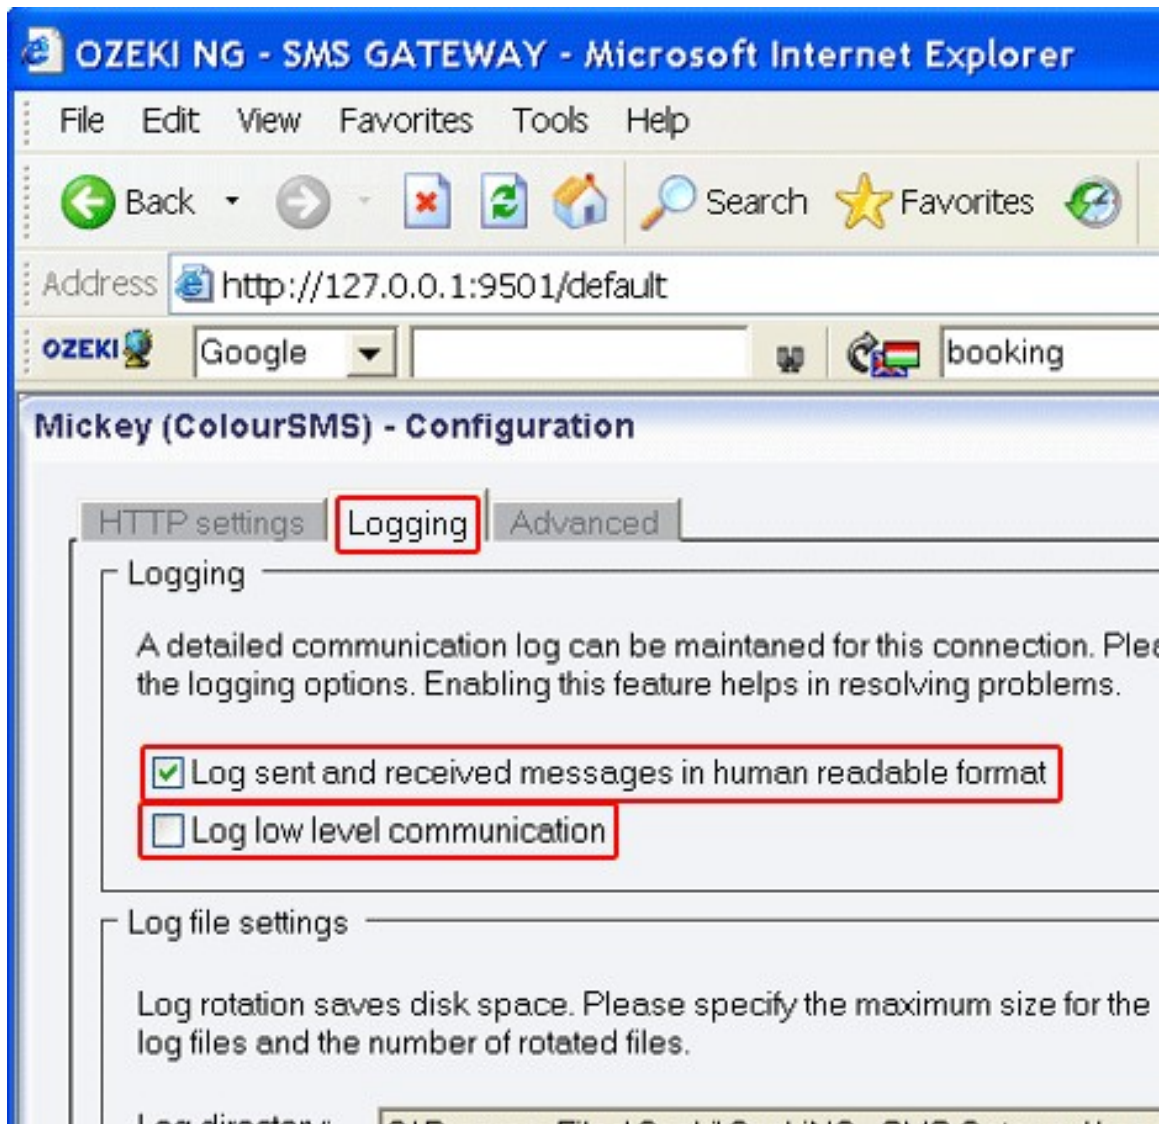 OZEKI NG - SMS GATEWAY - Microsoft Internet Explorer
File Edit View Favorites Tools Help
Back Search Favorites
Address http://127.0.0.1:9501/default
OZEKI Google booking
Mickey (ColourSMS) - Configuration
HTTP settings Logging Advanced
Logging
A detailed communication log can be maintaned for this connection. Plea
the logging options. Enabling this feature helps in resolving problems.
Log sent and received messages in human readable format
Log low level communication
Log file settings
Log rotation saves disk space. Please specify the maximum size for the
log files and the number of rotated files.
Log directory: